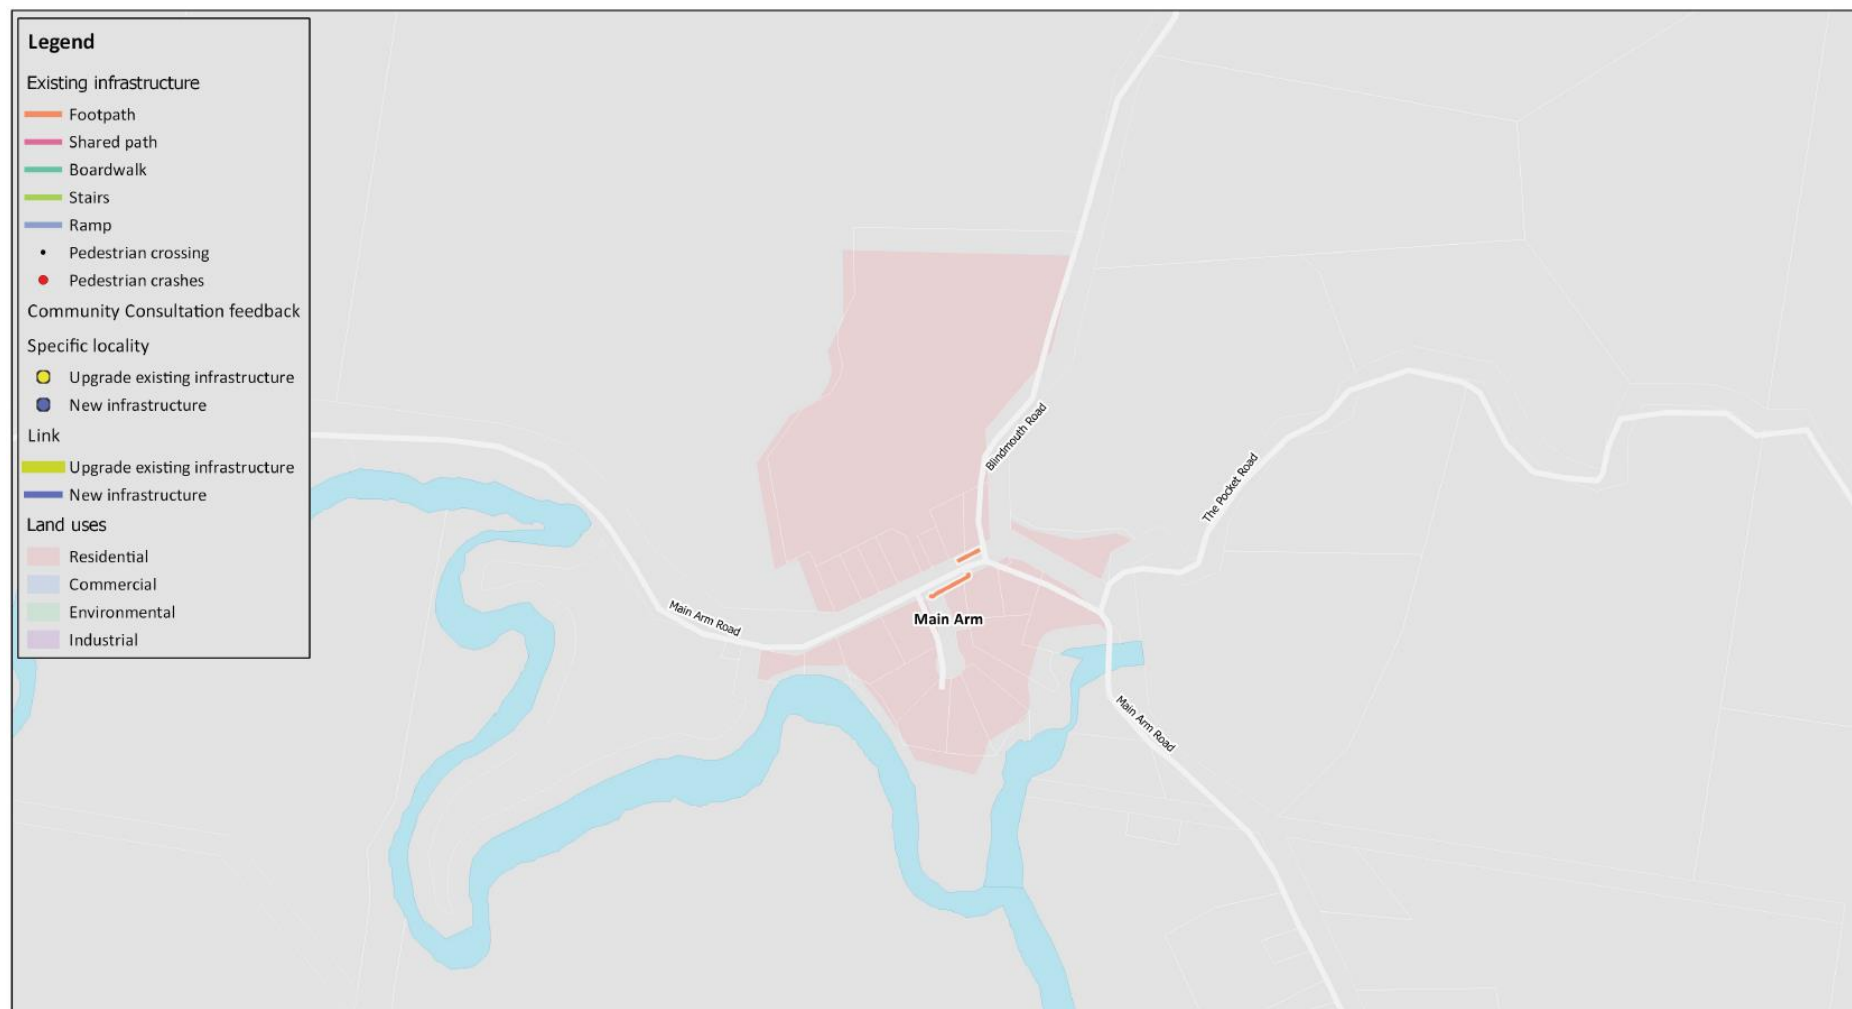 Legend
Existing infrastructure
Footpath
Shared path
Boardwalk
Stairs
Ramp
Pedestrian crossing
Pedestrian crashes
Community Consultation feedback
Specific locality
Upgrade existing infrastructure
New infrastructure
Link
Upgrade existing infrastructure
New infrastructure
Land uses
Residential
Commercial
Environmental
Industrial
Blindmouth Road
The Pocket Road
Main Arm Road
Main Arm
Main Arm Road